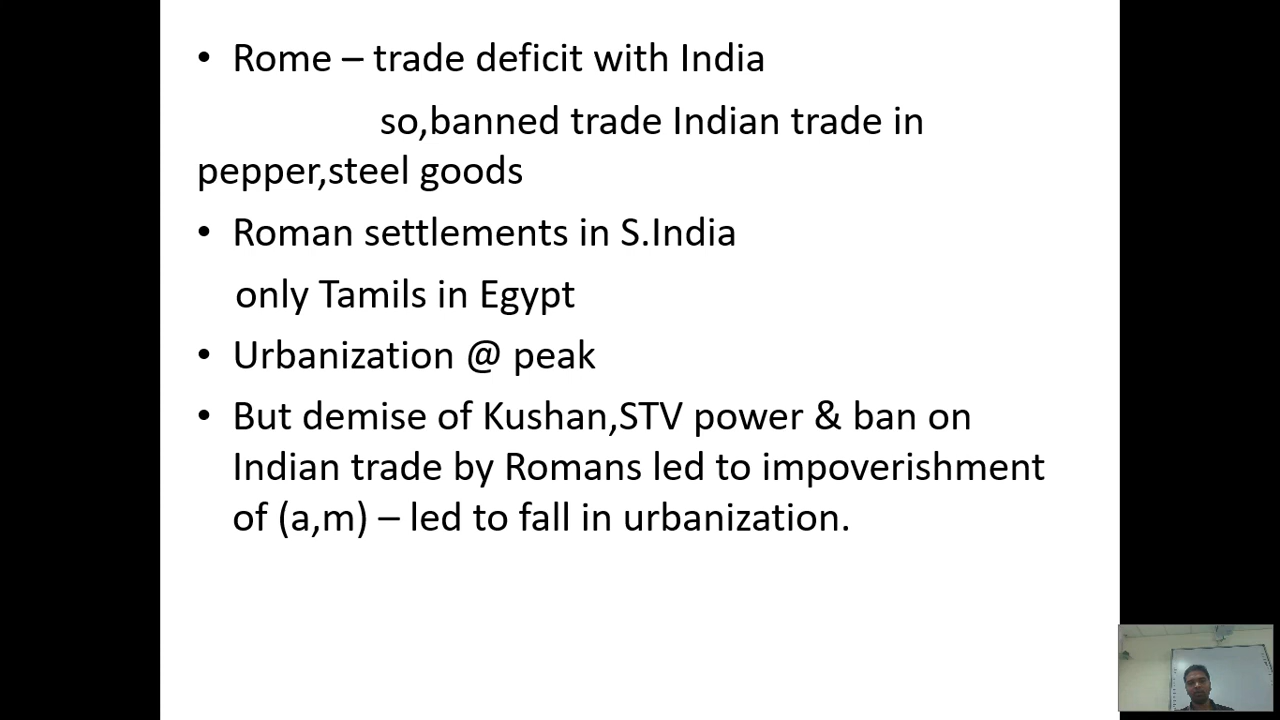 • Rome – trade deficit with India
so,banned trade Indian trade in
pepper,steel goods
• Roman settlements in S.India
only Tamils in Egypt
• Urbanization @ peak
• But demise of Kushan,STV power & ban on
Indian trade by Romans led to impoverishment
of (a,m) – led to fall in urbanization.